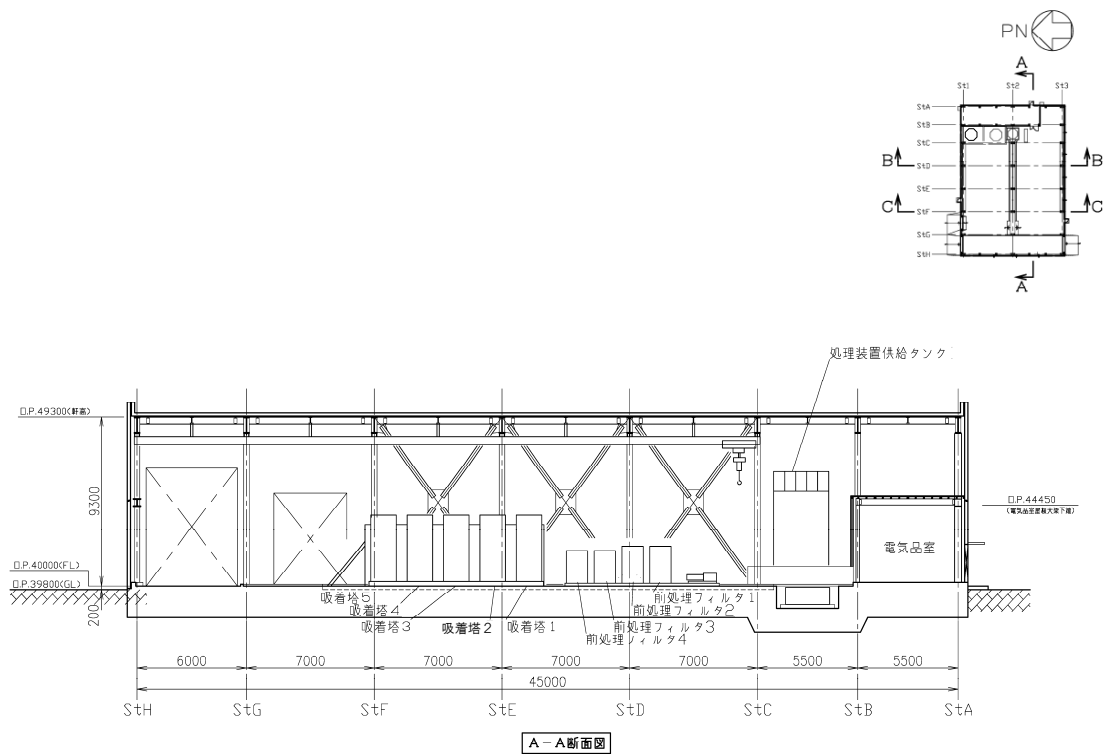 PN
A
St1 St2 St3
StA
StB
StC
B StD B
StE
C StF C
StG
StH
A
処理装置供給タンク
O.P.49300(軒高)
O.P.44450
(電気品室屋根大梁下端)
9300
電気品室
O.P.40000(FL)
O.P.39800(GL)
200
吸着塔5
吸着塔4
吸着塔3
吸着塔2
吸着塔1
前処理フィルタ1
前処理フィルタ2
前処理フィルタ3
前処理フィルタ4
6000 7000 7000 7000 7000 5500 5500
45000
StH StG StF StE StD StC StB StA
A-A断面図